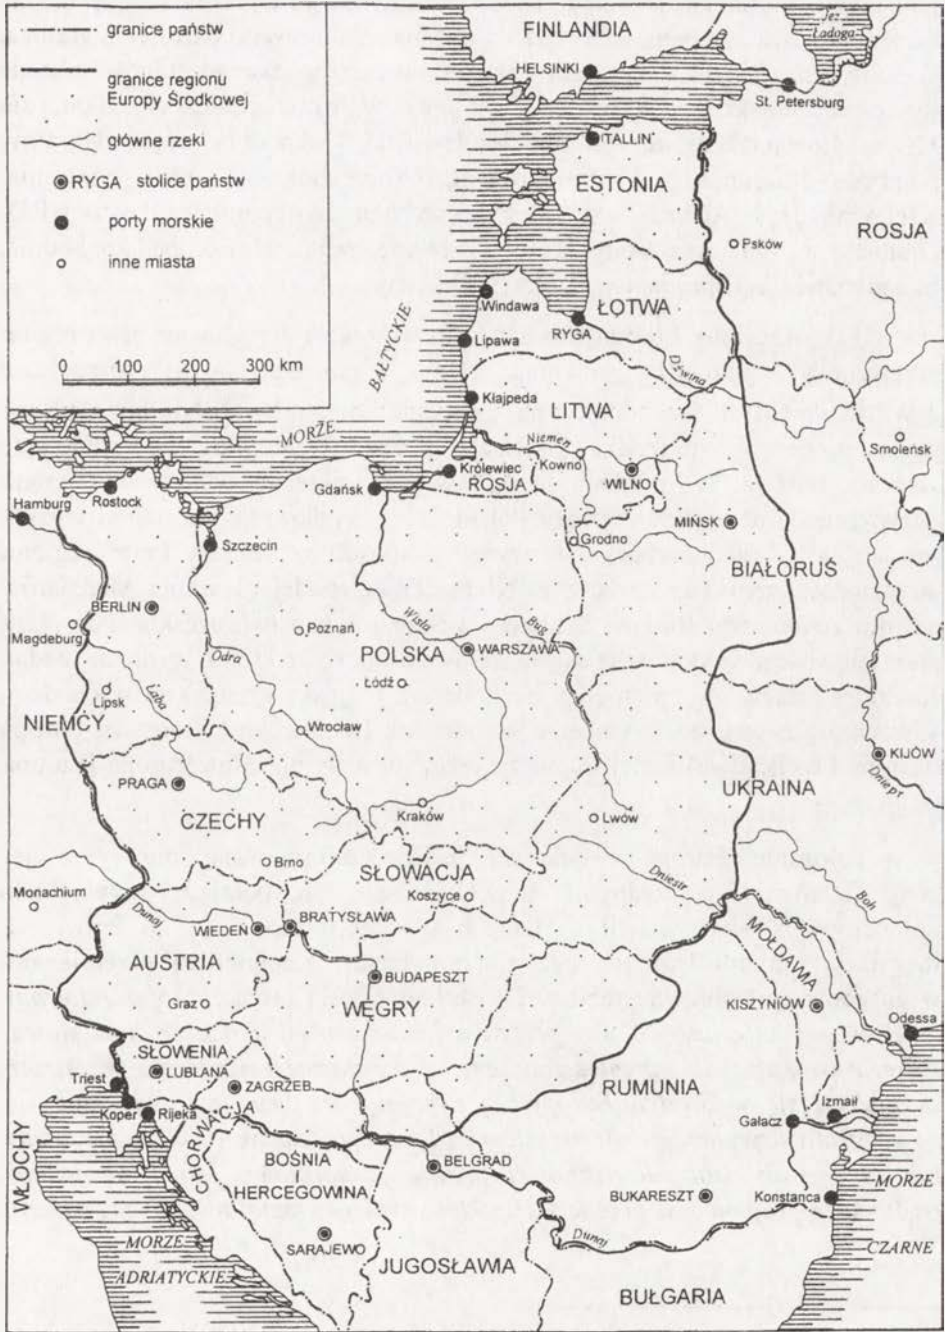 granice państw
granice regionu
Europy Środkowej
główne rzeki
RYGA stolice państw
porty morskie
inne miasta
0 100 200 300 km
FINLANDIA
Jez.
Ładoga
HELSINKI
St. Petersburg
TALLIN
ESTONIA
Psków
ROSJA
Windawa
ŁOTWA
RYGA
Lipawa
BAŁTYCKIE
Dźwina
Kłajpeda
LITWA
MORZE
Niemen
Kowno
Smoleńsk
Królewiec
ROSJA
WILNO
Gdańsk
Rostock
Hamburg
MIŃSK
Szczecin
Grodno
BIAŁORUŚ
BERLIN
Magdeburg
Poznań
Wisła
Bug
WARSZAWA
POLSKA
Odra
Łódź
Lipsk
Łaba
NIEMCY
Wrocław
KIJÓW
Dniepr
PRAGA
UKRAINA
CZECHY
Kraków
Lwów
Brno
SŁOWACJA
Koszyce
Dniestr
Boh
Monachium
Dunaj
BRATYSŁAWA
WIEDEŃ
MOŁDAWIA
AUSTRIA
BUDAPESZT
Graz
WĘGRY
KISZYNIÓW
Odessa
SŁOWENIA
LUBLANA
Triest
ZAGRZEB
RUMUNIA
Izmaił
Koper
Rijeka
CHORWACJA
Gałacz
BOŚNIA
HERCEGOWINA
BELGRAD
WŁOCHY
BUKARESZT
Konstanca
MORZE
CZARNE
SARAJEWO
Dunaj
MORZE
ADRIATYCKIE
JUGOSŁAWIA
BUŁGARIA